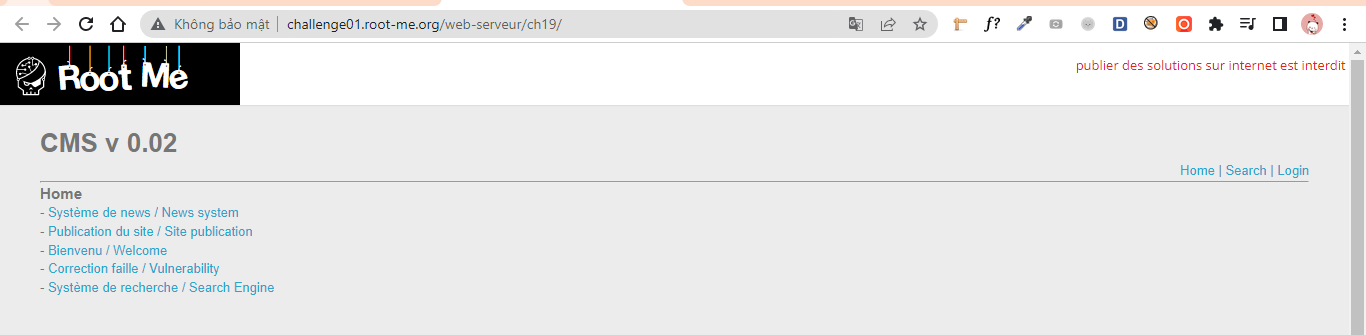 Không bảo mật | challenge01.root-me.org/web-serveur/ch19/
f?
D
Root Me
publier des solutions sur internet est interdit
CMS v 0.02
Home | Search | Login
Home
- Système de news / News system
- Publication du site / Site publication
- Bienvenu / Welcome
- Correction faille / Vulnerability
- Système de recherche / Search Engine